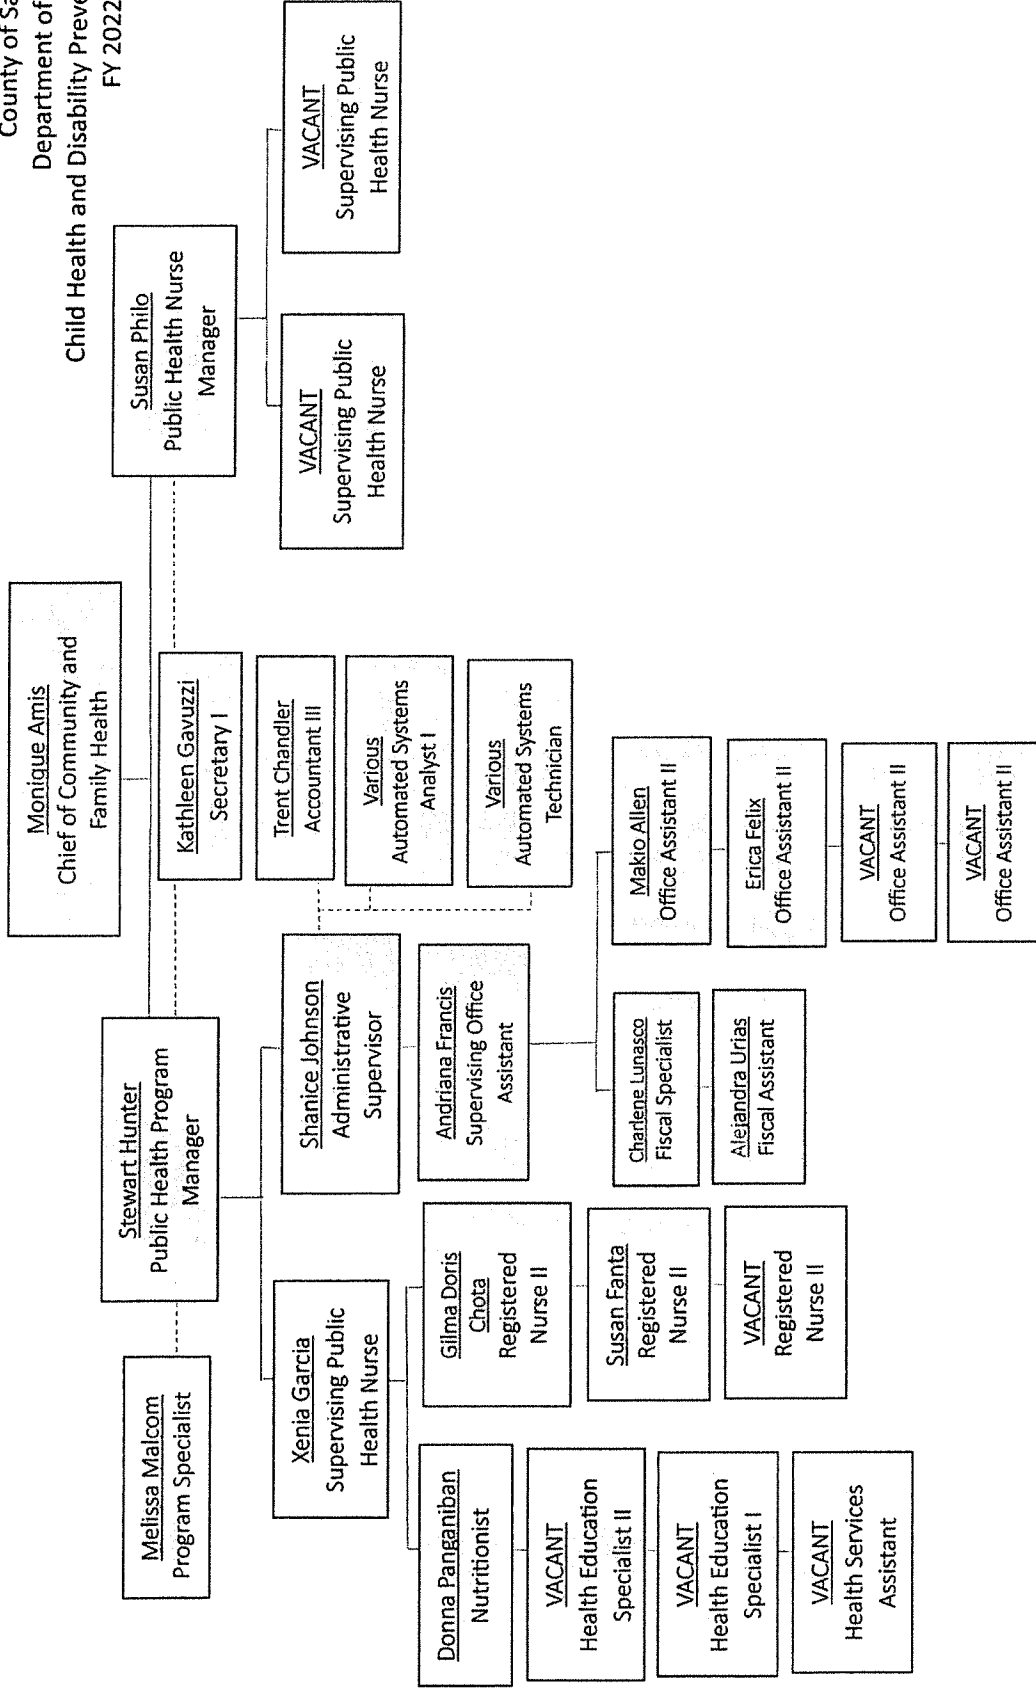 County of
Department of
Child Health and Disability
FY 2022
Monique Amis
Chief of Community and
Family Health
Stewart Hunter
Public Health Program
Manager
Susan Philo
Public Health Nurse
Manager
Melissa Malcom
Program Specialist
Kathleen Gavuzzi
Secretary I
Trent Chandler
Accountant III
Various
Automated Systems
Analyst I
Various
Automated Systems
Technician
VACANT
Supervising Public
Health Nurse
VACANT
Supervising Public
Health Nurse
Xenia Garcia
Supervising Public
Health Nurse
Shanice Johnson
Administrative
Supervisor
Andriana Francis
Supervising Office
Assistant
Donna Panganiban
Nutritionist
VACANT
Health Education
Specialist II
VACANT
Health Education
Specialist I
VACANT
Health Services
Assistant
Gilma Doris
Chota
Registered
Nurse II
Susan Fanta
Registered
Nurse II
VACANT
Registered
Nurse II
Charlene Lunasco
Fiscal Specialist
Alejandra Urias
Fiscal Assistant
Makio Allen
Office Assistant II
Erica Felix
Office Assistant II
VACANT
Office Assistant II
VACANT
Office Assistant II